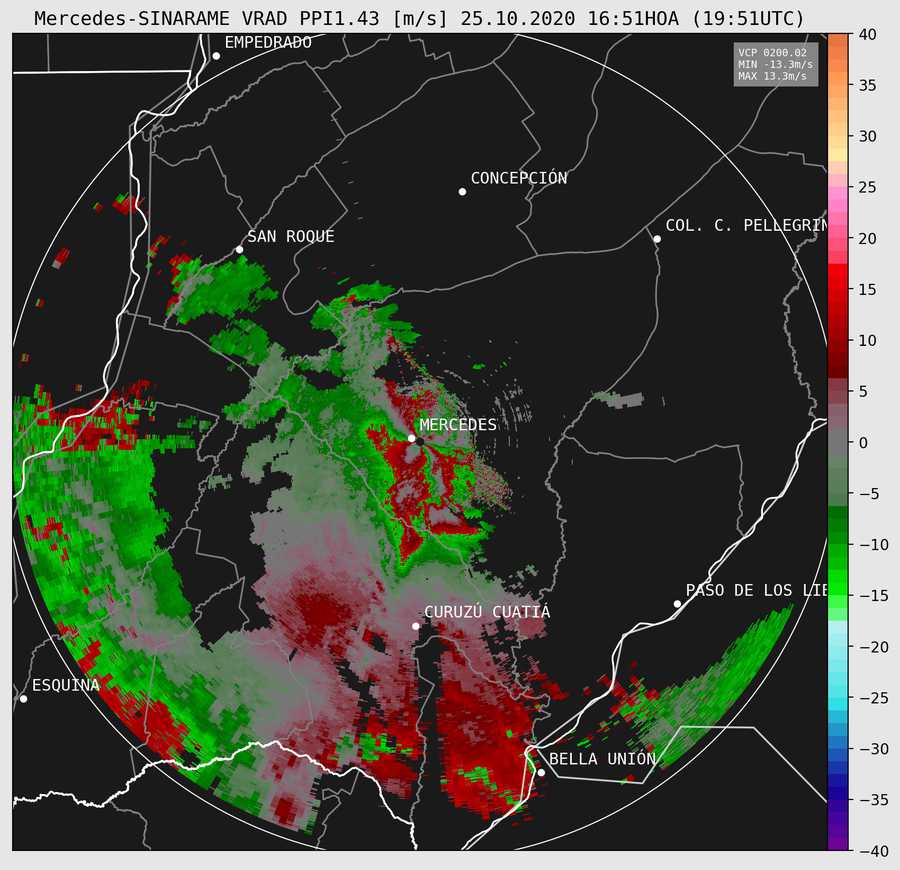 Mercedes-SINARAME VRAD PPI1.43 [m/s] 25.10.2020 16:51HOA (19:51UTC)
VCP 0200.02
MIN -13.3m/s
MAX 13.3m/s
EMPEDRADO
CONCEPCIÓN
COL. C. PELLEGRIN
SAN ROQUE
MERCEDES
PASO DE LOS LIE
CURUZÚ CUATIÁ
ESQUINA
BELLA UNIÓN
40
35
30
25
20
15
10
5
0
−5
−10
−15
−20
−25
−30
−35
−40